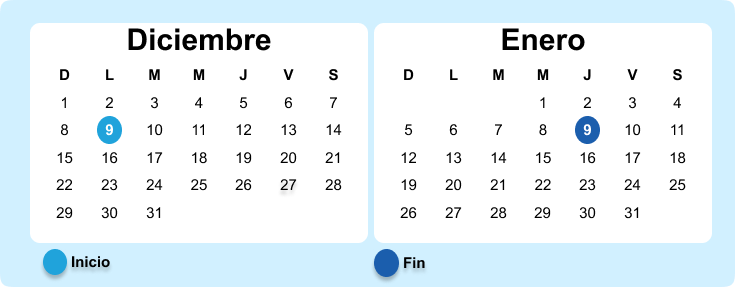 Diciembre
D L M M J V S
1 2 3 4 5 6 7
8 9 10 11 12 13 14
15 16 17 18 19 20 21
22 23 24 25 26 27 28
29 30 31
Inicio
Enero
D L M M J V S
1 2 3 4
5 6 7 8 9 10 11
12 13 14 15 16 17 18
19 20 21 22 23 24 25
26 27 28 29 30 31
Fin